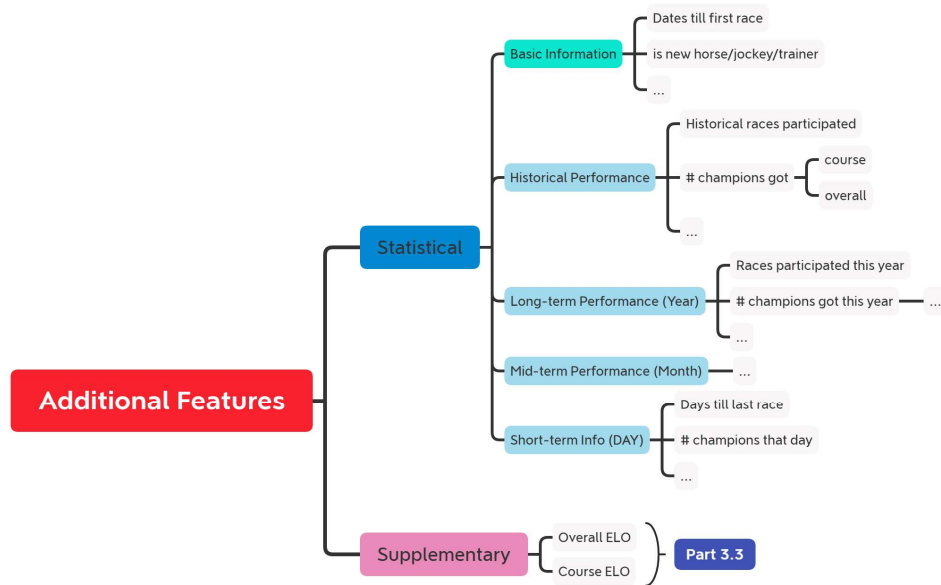 Dates till first race
Basic Information
is new horse/jockey/trainer
...
Historical races participated
Historical Performance
# champions got
course
overall
...
Statistical
Races participated this year
Long-term Performance (Year)
# champions got this year
...
...
Mid-term Performance (Month)
...
Additional Features
Days till last race
Short-term Info (DAY)
# champions that day
...
Supplementary
Overall ELO
Course ELO
Part 3.3